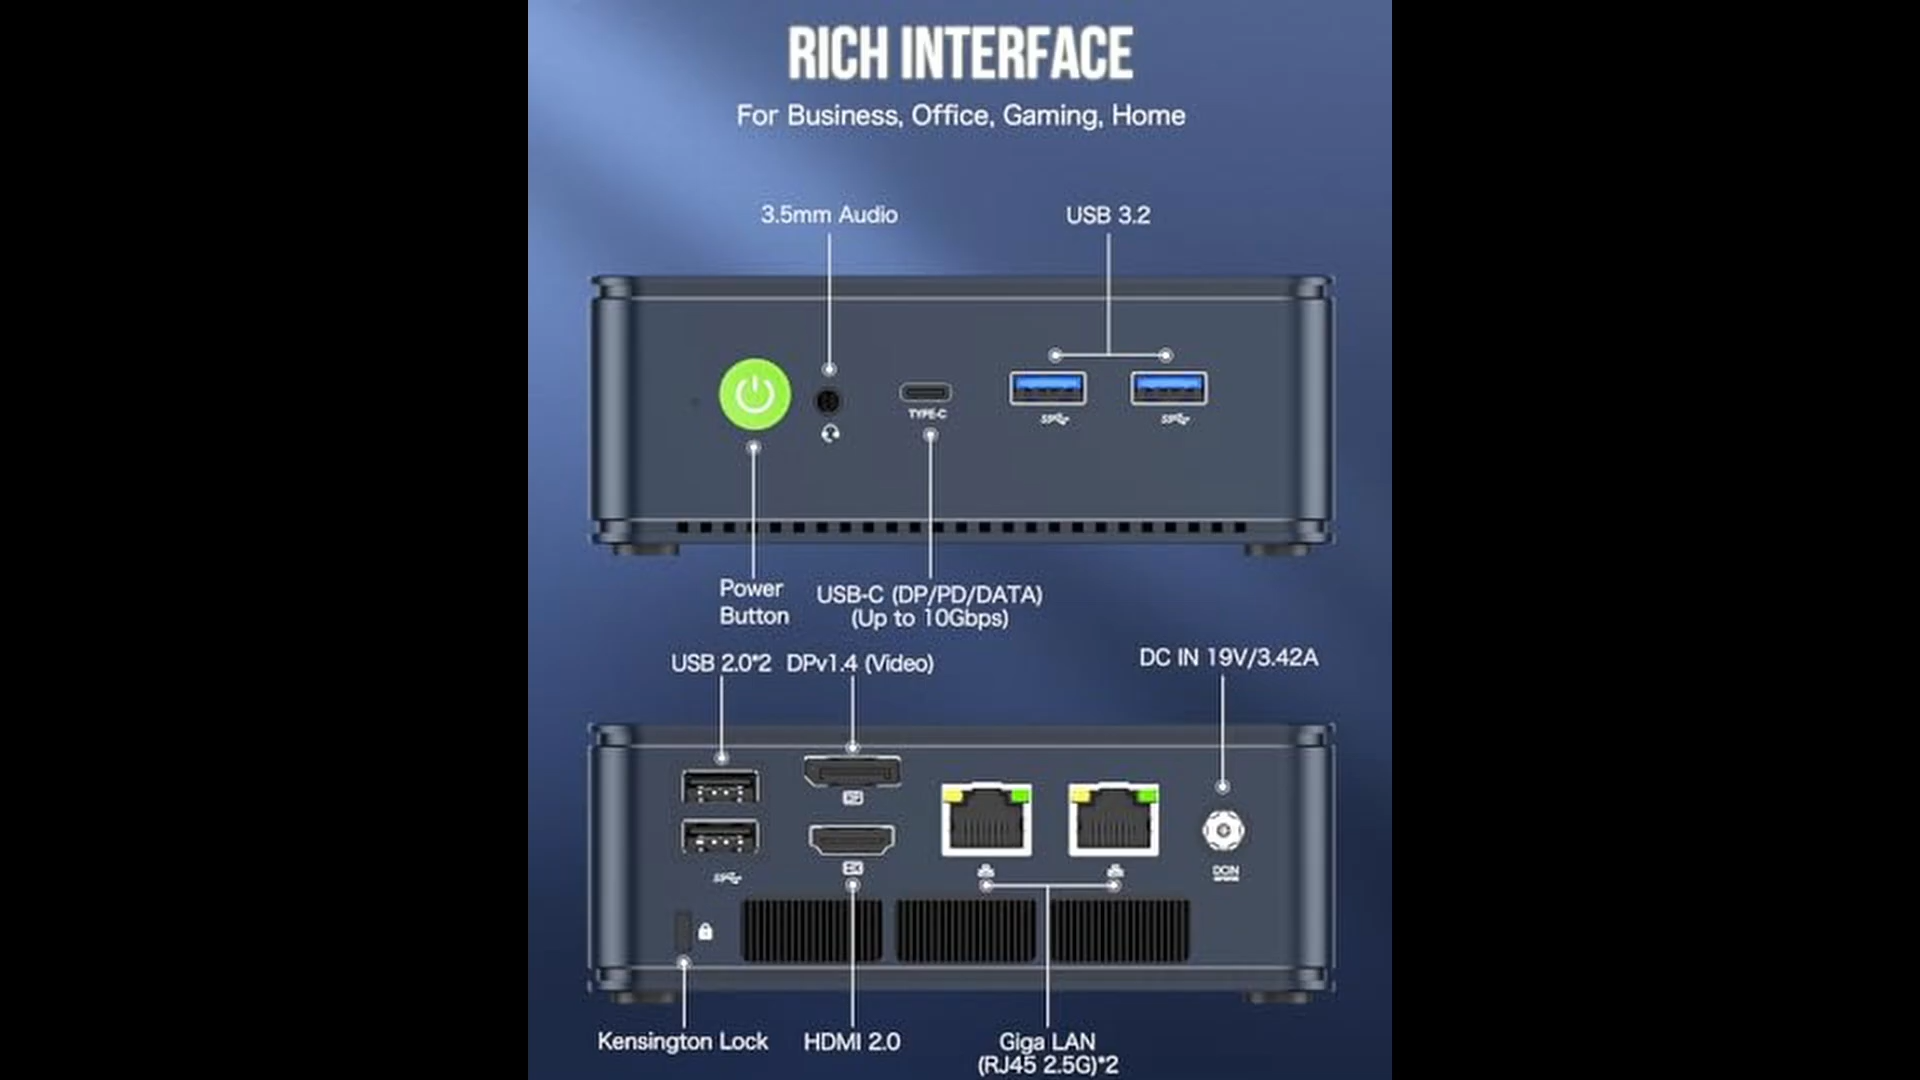 RICH INTERFACE
For Business, Office, Gaming, Home
3.5mm Audio
USB 3.2
TYPE-C
Power
Button
USB-C (DP/PD/DATA)
(Up to 10Gbps)
USB 2.0*2
DPv1.4 (Video)
DC IN 19V/3.42A
DP
DCIN
Kensington Lock
HDMI 2.0
Giga LAN
(RJ45 2.5G)*2